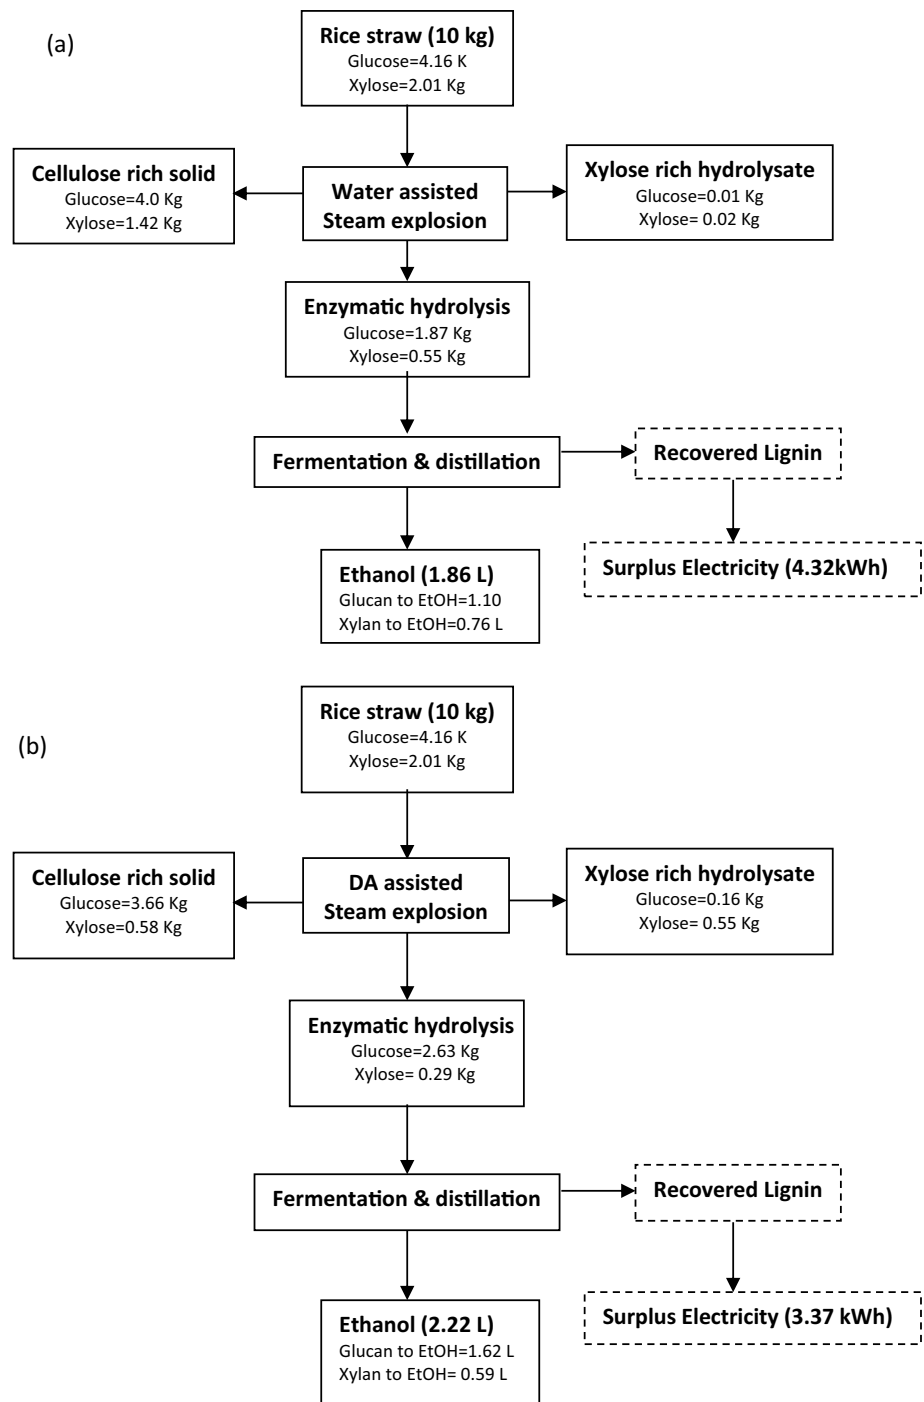 (a)
Rice straw (10 kg)
Glucose=4.16 K
Xylose=2.01 Kg
Cellulose rich solid
Glucose=4.0 Kg
Xylose=1.42 Kg
Water assisted
Steam explosion
Xylose rich hydrolysate
Glucose=0.01 Kg
Xylose= 0.02 Kg
Enzymatic hydrolysis
Glucose=1.87 Kg
Xylose=0.55 Kg
Fermentation & distillation
Recovered Lignin
Surplus Electricity (4.32kWh)
Ethanol (1.86 L)
Glucan to EtOH=1.10
Xylan to EtOH=0.76 L
(b)
Rice straw (10 kg)
Glucose=4.16 K
Xylose=2.01 Kg
Cellulose rich solid
Glucose=3.66 Kg
Xylose=0.58 Kg
DA assisted
Steam explosion
Xylose rich hydrolysate
Glucose=0.16 Kg
Xylose= 0.55 Kg
Enzymatic hydrolysis
Glucose=2.63 Kg
Xylose= 0.29 Kg
Fermentation & distillation
Recovered Lignin
Surplus Electricity (3.37 kWh)
Ethanol (2.22 L)
Glucan to EtOH=1.62 L
Xylan to EtOH= 0.59 L